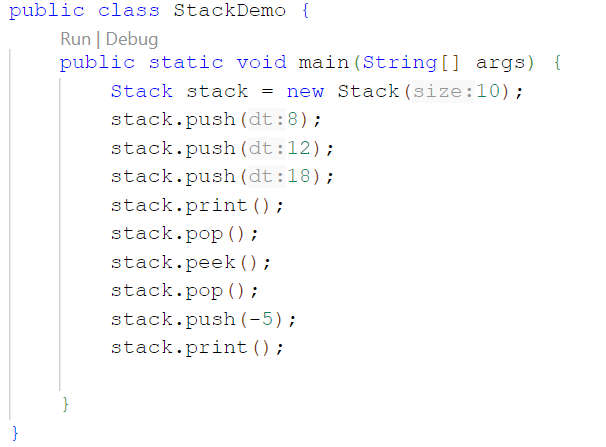 public class StackDemo {
Run | Debug
public static void main(String[] args) {
Stack stack = new Stack(size:10);
stack.push(dt:8);
stack.push(dt:12);
stack.push(dt:18);
stack.print();
stack.pop();
stack.peek();
stack.pop();
stack.push(-5);
stack.print();
}
}